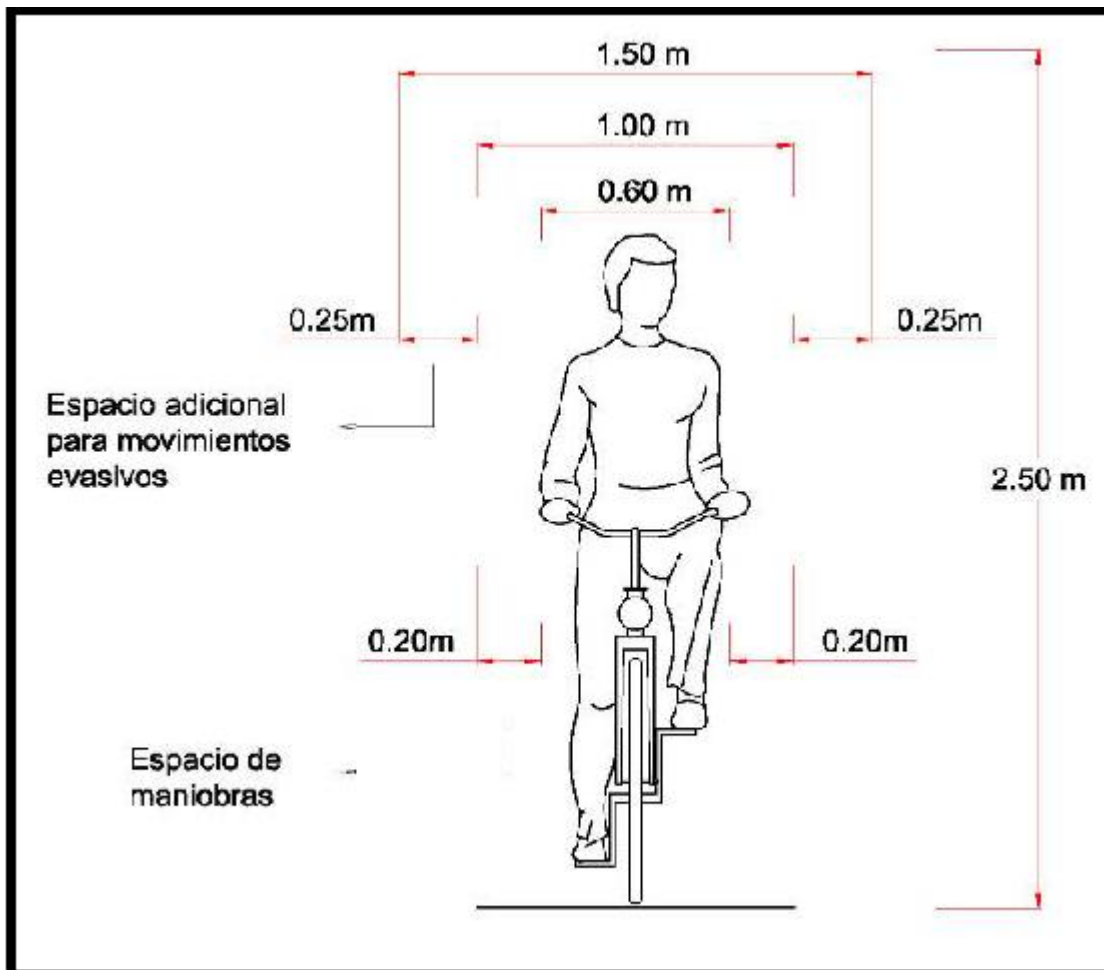 1.50 m
1.00 m
0.60 m
0.25m
0.25m
Espacio adicional
para movimientos
evasivos
2.50 m
0.20m
0.20m
Espacio de
maniobras